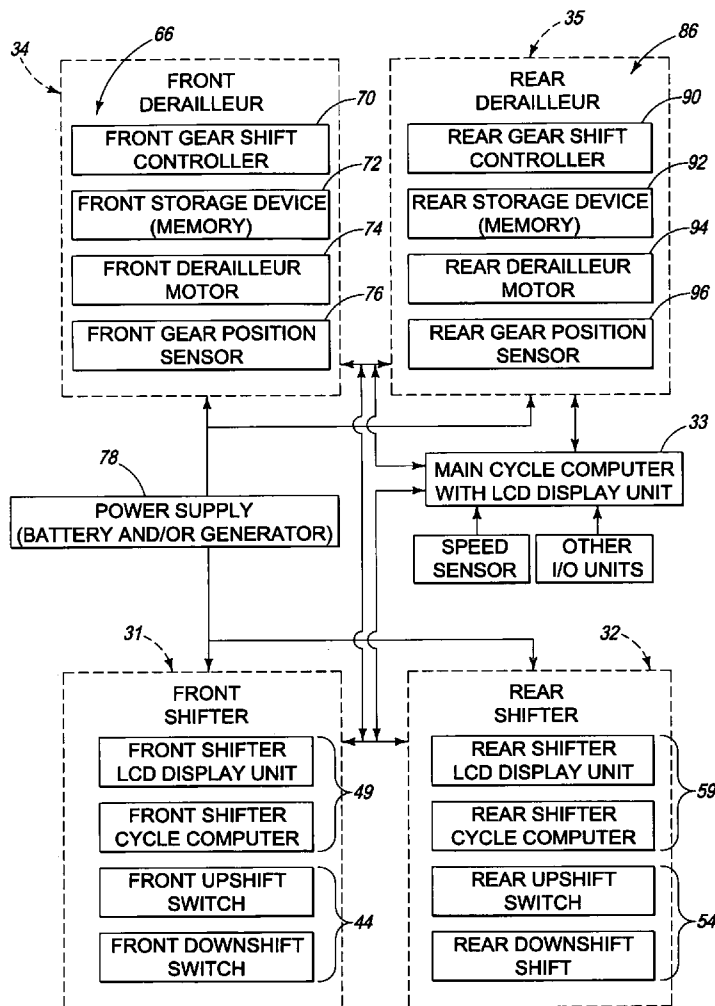 34
66
FRONT
DERAILLEUR
70
FRONT GEAR SHIFT
CONTROLLER
72
FRONT STORAGE DEVICE
(MEMORY)
74
FRONT DERAILLEUR
MOTOR
76
FRONT GEAR POSITION
SENSOR
35
86
REAR
DERAILLEUR
90
REAR GEAR SHIFT
CONTROLLER
92
REAR STORAGE DEVICE
(MEMORY)
94
REAR DERAILLEUR
MOTOR
96
REAR GEAR POSITION
SENSOR
78
POWER SUPPLY
(BATTERY AND/OR GENERATOR)
33
MAIN CYCLE COMPUTER
WITH LCD DISPLAY UNIT
SPEED
SENSOR
OTHER
I/O UNITS
31
FRONT
SHIFTER
FRONT SHIFTER
LCD DISPLAY UNIT
49
FRONT SHIFTER
CYCLE COMPUTER
FRONT UPSHIFT
SWITCH
44
FRONT DOWNSHIFT
SWITCH
32
REAR
SHIFTER
REAR SHIFTER
LCD DISPLAY UNIT
59
REAR SHIFTER
CYCLE COMPUTER
REAR UPSHIFT
SWITCH
54
REAR DOWNSHIFT
SHIFT